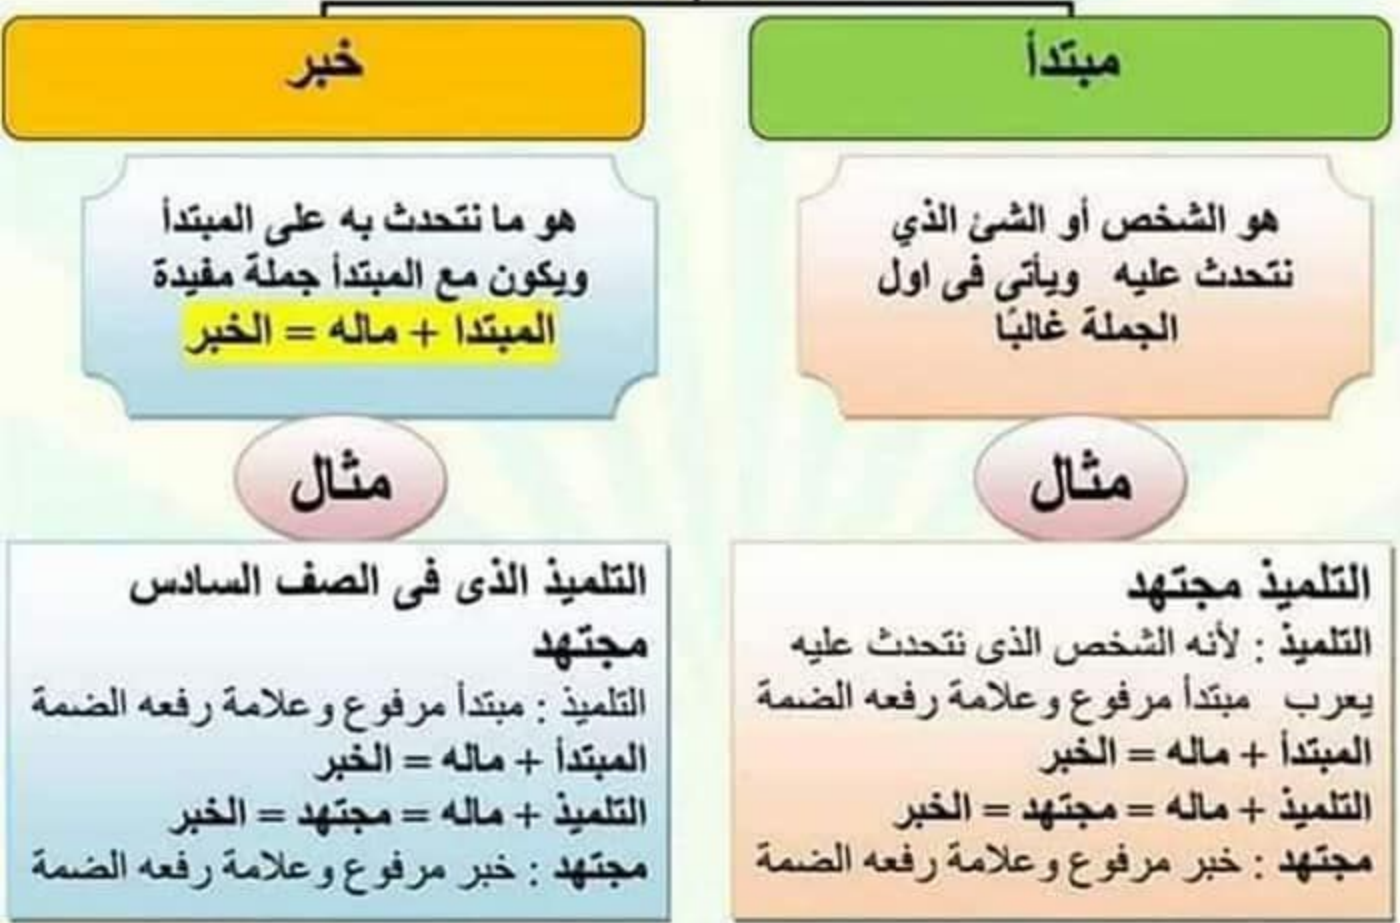 مبتدأ
هو الشخص أو الشئ الذي
نتحدث عليه ويأتى فى اول
الجملة غالبًا
مثال
التلميذ مجتهد
التلميذ : لأنه الشخص الذى نتحدث عليه
يعرب مبتدأ مرفوع وعلامة رفعه الضمة
المبتدأ + ماله = الخبر
التلميذ + ماله = مجتهد = الخبر
مجتهد : خبر مرفوع وعلامة رفعه الضمة
خبر
هو ما نتحدث به على المبتدأ
ويكون مع المبتدأ جملة مفيدة
المبتدا + ماله = الخبر
مثال
التلميذ الذى فى الصف السادس
مجتهد
التلميذ : مبتدأ مرفوع وعلامة رفعه الضمة
المبتدأ + ماله = الخبر
التلميذ + ماله = مجتهد = الخبر
مجتهد : خبر مرفوع وعلامة رفعه الضمة